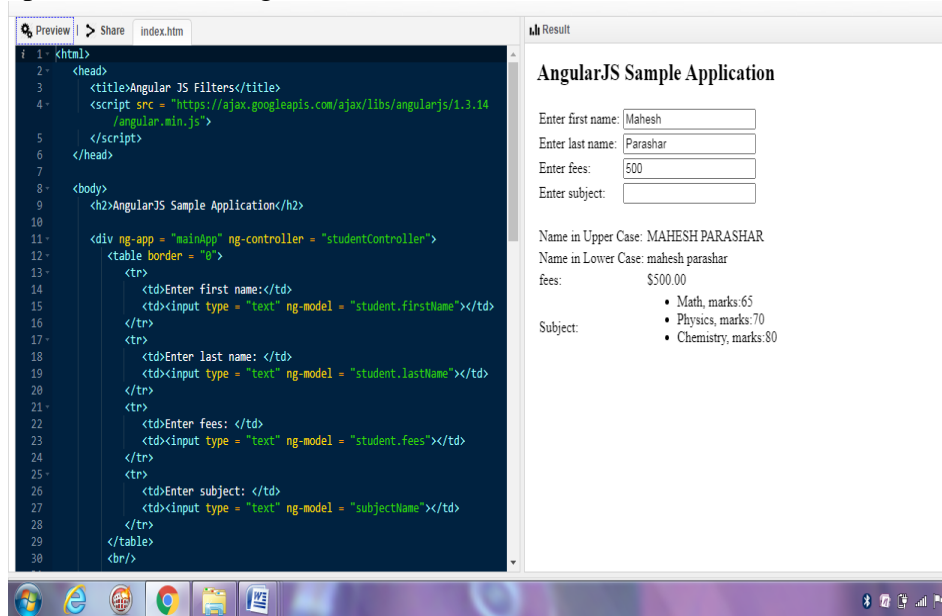 Preview | Share index.htm
i 1 <html>
2 <head>
3 <title>Angular JS Filters</title>
4 <script src = "https://ajax.googleapis.com/ajax/libs/angularjs/1.3.14
/angular.min.js">
5 </script>
6 </head>
7
8 <body>
9 <h2>AngularJS Sample Application</h2>
10
11 <div ng-app = "mainApp" ng-controller = "studentController">
12 <table border = "0">
13 <tr>
14 <td>Enter first name:</td>
15 <td><input type = "text" ng-model = "student.firstName"></td>
16 </tr>
17 <tr>
18 <td>Enter last name: </td>
19 <td><input type = "text" ng-model = "student.lastName"></td>
20 </tr>
21 <tr>
22 <td>Enter fees: </td>
23 <td><input type = "text" ng-model = "student.fees"></td>
24 </tr>
25 <tr>
26 <td>Enter subject: </td>
27 <td><input type = "text" ng-model = "subjectName"></td>
28 </tr>
29 </table>
30 <br/>
Result
AngularJS Sample Application
Enter first name: Mahesh
Enter last name: Parashar
Enter fees: 500
Enter subject:
Name in Upper Case: MAHESH PARASHAR
Name in Lower Case: mahesh parashar
fees: $500.00
Subject:
• Math, marks:65
• Physics, marks:70
• Chemistry, marks:80